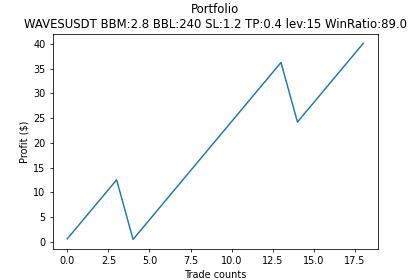 Portfolio
WAVESUSDT BBM:2.8 BBL:240 SL:1.2 TP:0.4 lev:15 WinRatio:89.0
40
35
30
25
20
15
10
5
0
Profit ($)
0.0 2.5 5.0 7.5 10.0 12.5 15.0 17.5
Trade counts